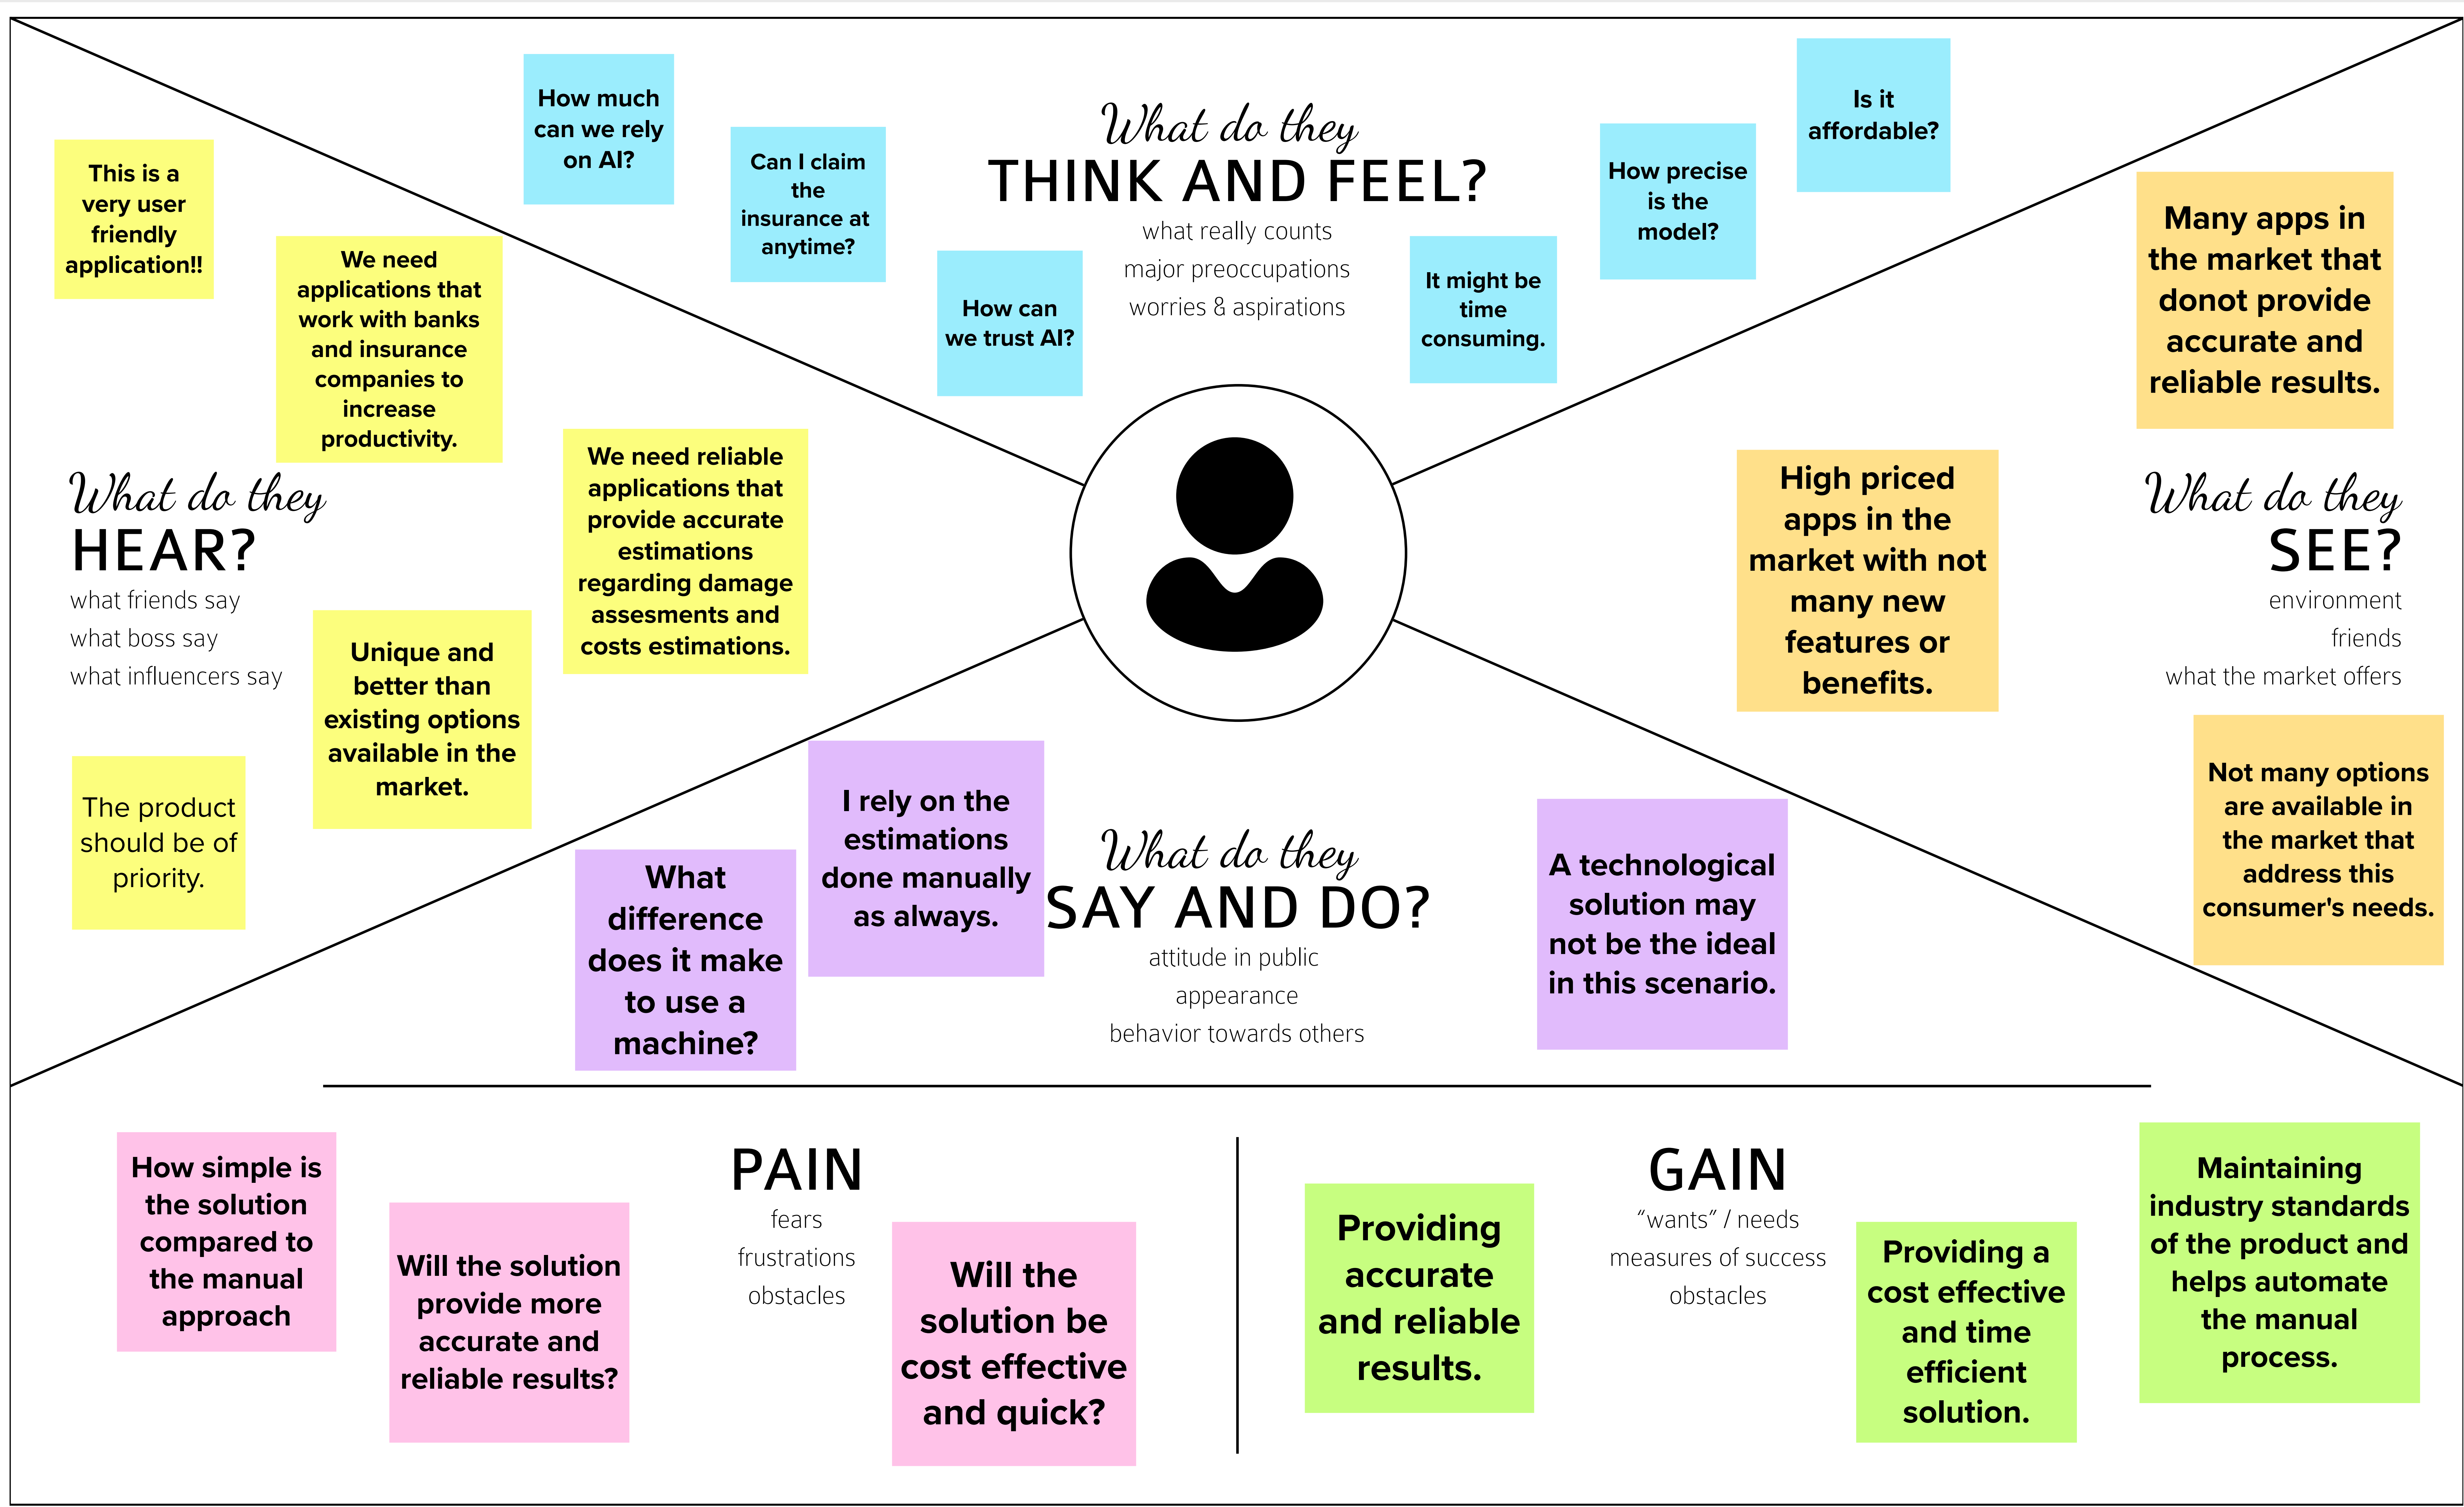 What do they
THINK AND FEEL?
what really counts
major preoccupations
worries & aspirations
How much
can we rely
on AI?
Can I claim
the
insurance at
anytime?
How can
we trust AI?
It might be
time
consuming.
How precise
is the
model?
Is it
affordable?
What do they
HEAR?
what friends say
what boss say
what influencers say
This is a
very user
friendly
application!!
We need
applications that
work with banks
and insurance
companies to
increase
productivity.
We need reliable
applications that
provide accurate
estimations
regarding damage
assesments and
costs estimations.
Unique and
better than
existing options
available in the
market.
The product
should be of
priority.
What do they
SEE?
environment
friends
what the market offers
Many apps in
the market that
donot provide
accurate and
reliable results.
High priced
apps in the
market with not
many new
features or
benefits.
Not many options
are available in
the market that
address this
consumer's needs.
What do they
SAY AND DO?
attitude in public
appearance
behavior towards others
What
difference
does it make
to use a
machine?
I rely on the
estimations
done manually
as always.
A technological
solution may
not be the ideal
in this scenario.
PAIN
fears
frustrations
obstacles
How simple is
the solution
compared to
the manual
approach
Will the solution
provide more
accurate and
reliable results?
Will the
solution be
cost effective
and quick?
GAIN
“wants” / needs
measures of success
obstacles
Providing
accurate
and reliable
results.
Providing a
cost effective
and time
efficient
solution.
Maintaining
industry standards
of the product and
helps automate
the manual
process.